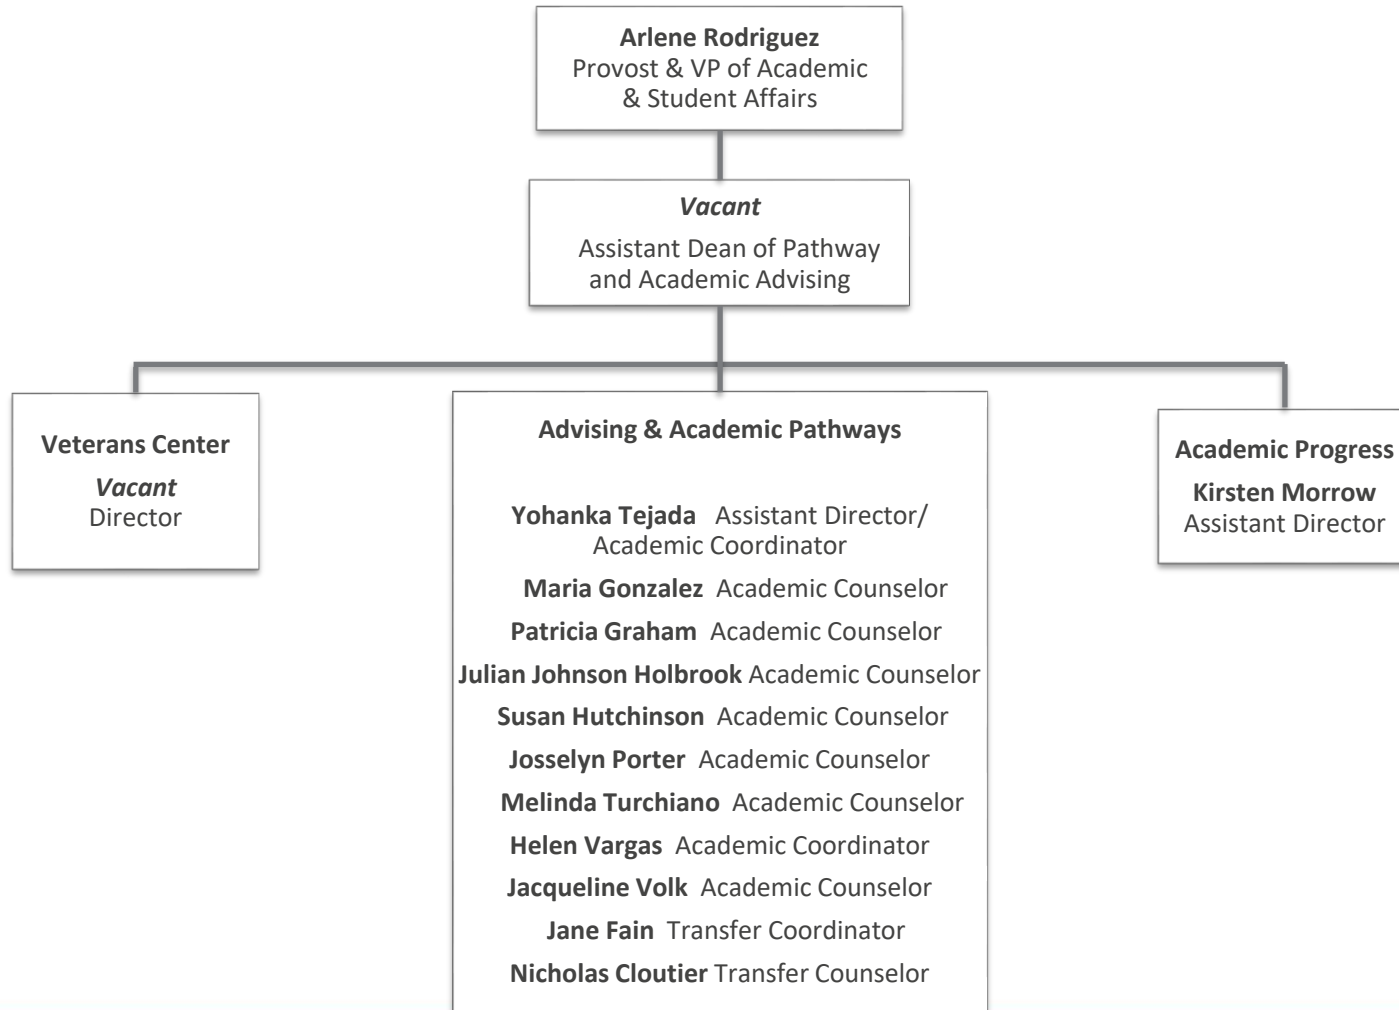 Arlene Rodriguez
Provost & VP of Academic
& Student Affairs
Vacant
Assistant Dean of Pathway
and Academic Advising
Veterans Center
Vacant
Director
Advising & Academic Pathways
Yohanka Tejada Assistant Director/
Academic Coordinator
Maria Gonzalez Academic Counselor
Patricia Graham Academic Counselor
Julian Johnson Holbrook Academic Counselor
Susan Hutchinson Academic Counselor
Josselyn Porter Academic Counselor
Melinda Turchiano Academic Counselor
Helen Vargas Academic Coordinator
Jacqueline Volk Academic Counselor
Jane Fain Transfer Coordinator
Nicholas Cloutier Transfer Counselor
Academic Progress
Kirsten Morrow
Assistant Director